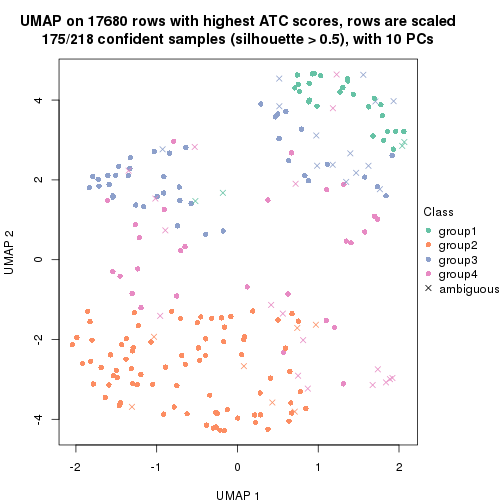 UMAP on 17680 rows with highest ATC scores, rows are scaled
175/218 confident samples (silhouette > 0.5), with 10 PCs
4
2
0
-2
-4
UMAP 2
-2
-1
0
1
2
UMAP 1
Class
group1
group2
group3
group4
ambiguous